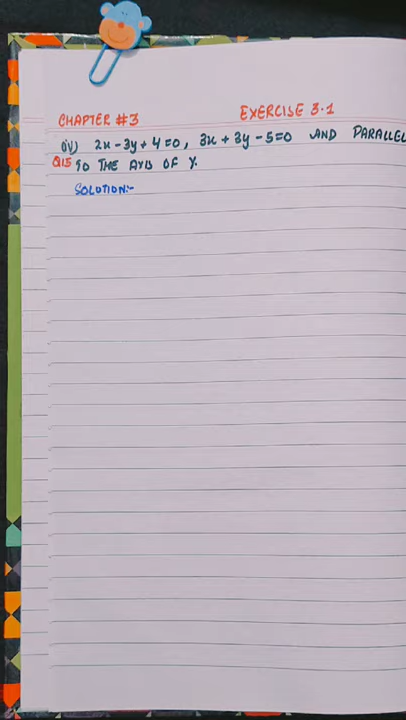 CHAPTER #3 EXERCISE 3.1
(iv) 2x - 3y + 4 = 0, 3x + 3y - 5 = 0 AND PARALLEL
Q15 TO THE AXIS OF Y.
SOLUTION:-